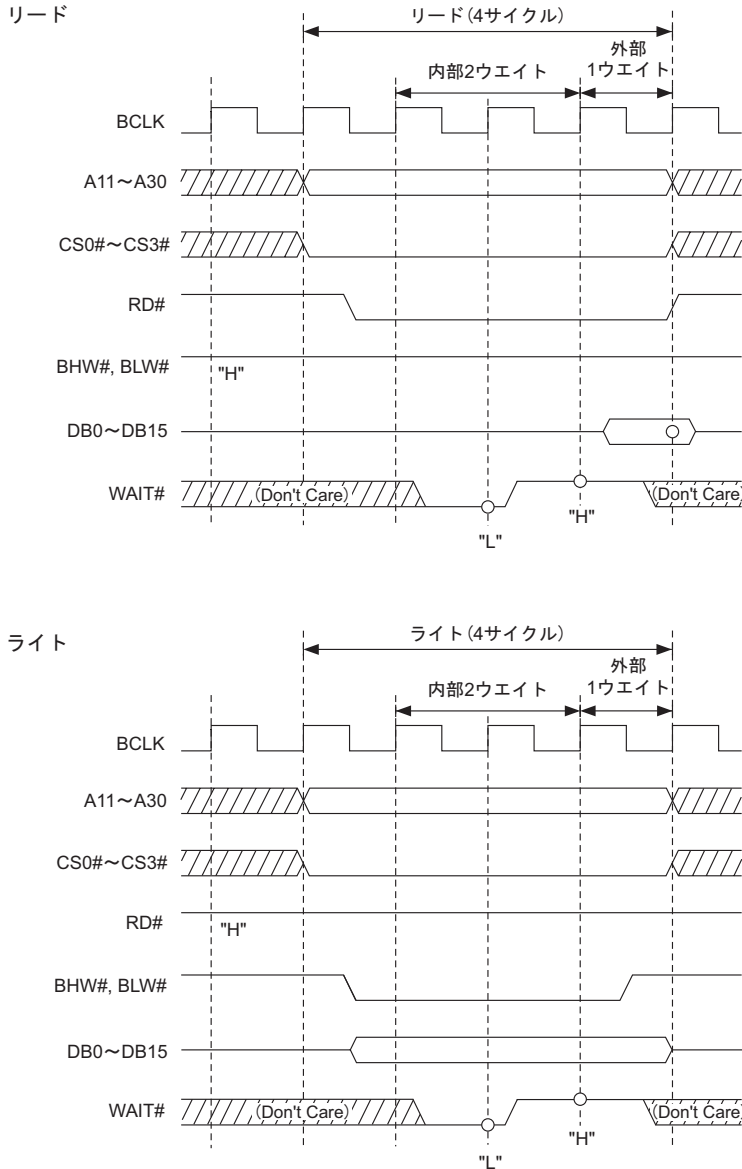 リード
リード(4サイクル)
内部2ウエイト
外部
1ウエイト
BCLK
A11～A30
CS0#～CS3#
RD#
BHW#, BLW#
"H"
DB0～DB15
WAIT#
(Don't Care)
(Don't Care)
"L"
"H"
ライト
ライト(4サイクル)
内部2ウエイト
外部
1ウエイト
BCLK
A11～A30
CS0#～CS3#
RD#
"H"
BHW#, BLW#
DB0～DB15
WAIT#
(Don't Care)
(Don't Care)
"L"
"H"